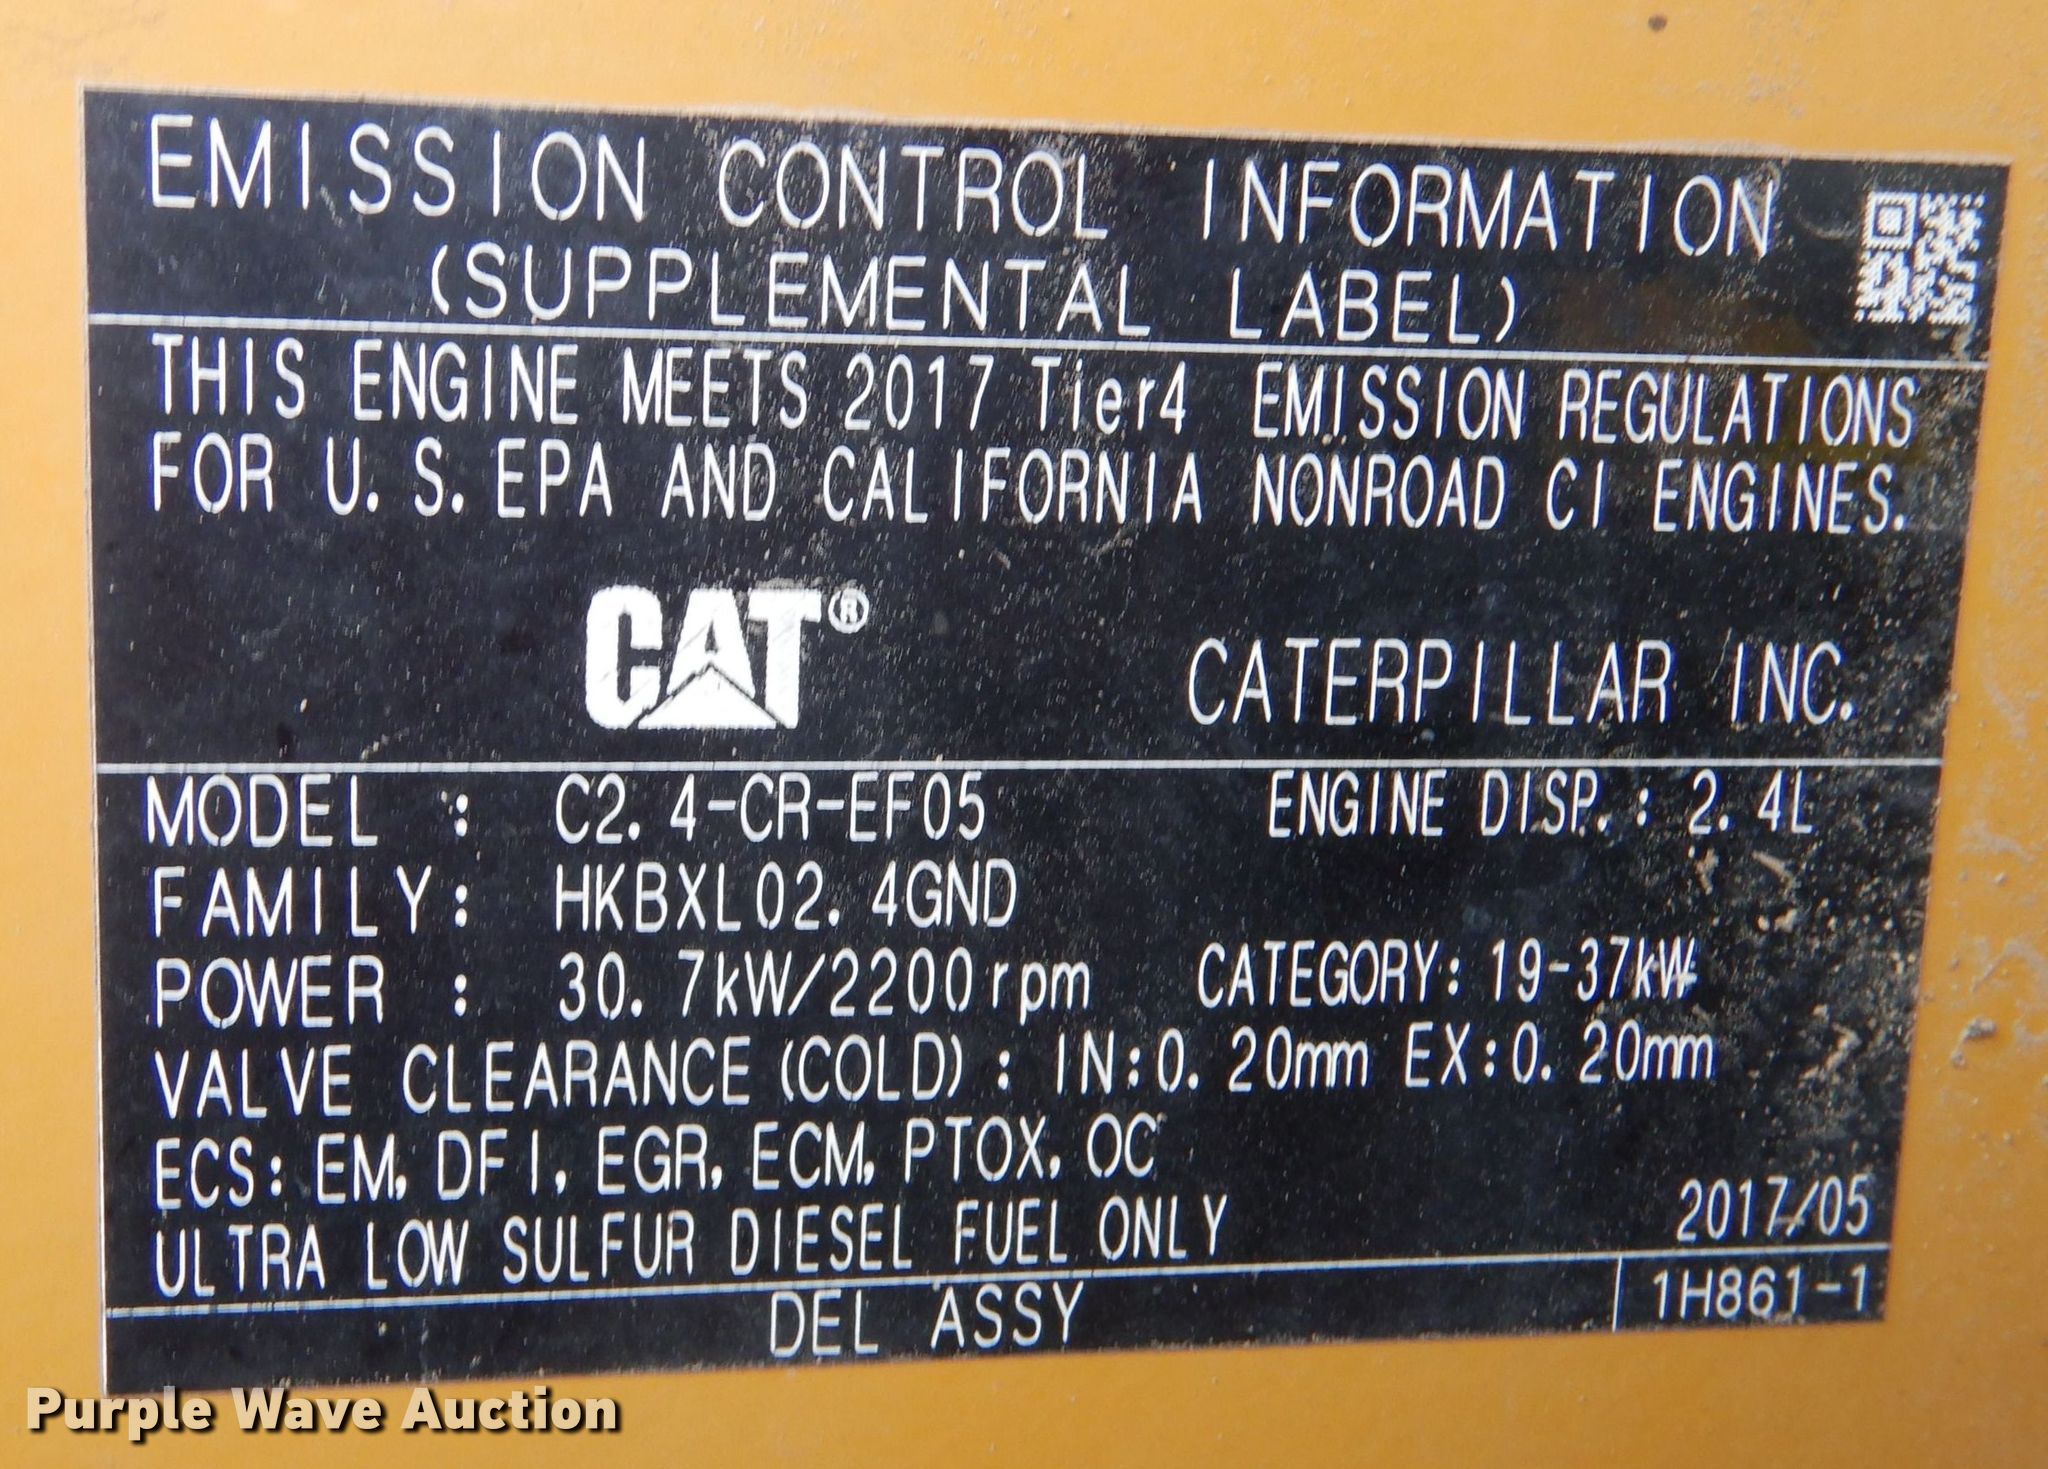 EMISSION CONTROL INFORMATION
(SUPPLEMENTAL LABEL)
THIS ENGINE MEETS 2017 Tier4 EMISSION REGULATIONS
FOR U.S.EPA AND CALIFORNIA NONROAD CI ENGINES.
CAT® CATERPILLAR INC.
MODEL : C2.4-CR-EF05 ENGINE DISP.: 2.4L
FAMILY: HKBXL02.4GND
POWER : 30.7kW/2200rpm CATEGORY: 19-37kW
VALVE CLEARANCE(COLD): IN:0.20mm EX:0.20mm
ECS: EM, DFI, EGR, ECM, PTOX, OC
ULTRA LOW SULFUR DIESEL FUEL ONLY 2017/05
DEL ASSY 1H861-1
Purple Wave Auction